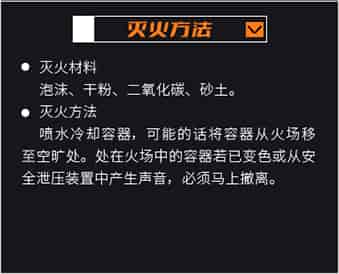 灭火方法
灭火材料
泡沫、干粉、二氧化碳、砂土。
灭火方法
喷水冷却容器，可能的话将容器从火场移
至空旷处。处在火场中的容器若已变色或从安
全泄压装置中产生声音，必须马上撤离。